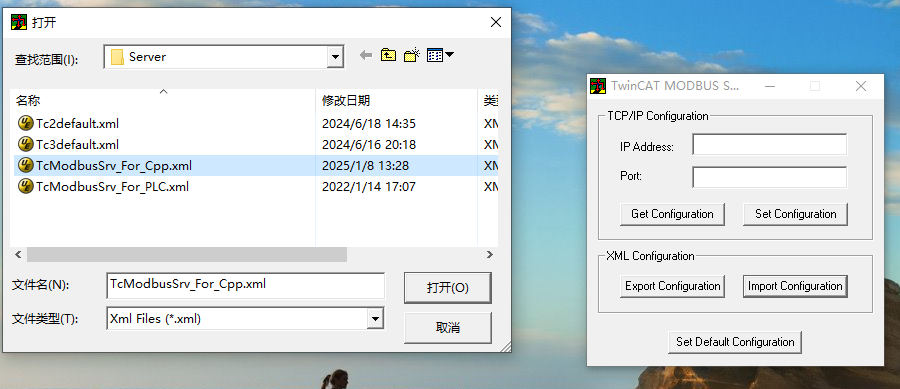 打开
查找范围(I):
Server
名称
修改日期
类
Tc2default.xml
2024/6/18 14:35
XM
Tc3default.xml
2024/6/16 20:18
XM
TcModbusSrv_For_Cpp.xml
2025/1/8 13:28
XM
TcModbusSrv_For_PLC.xml
2022/1/14 17:07
XM
文件名(N):
TcModbusSrv_For_Cpp.xml
打开(O)
文件类型(T):
Xml Files (*.xml)
取消
TwinCAT MODBUS S...
TCP/IP Configuration
IP Address:
Port:
Get Configuration
Set Configuration
XML Configuration
Export Configuration
Import Configuration
Set Default Configuration